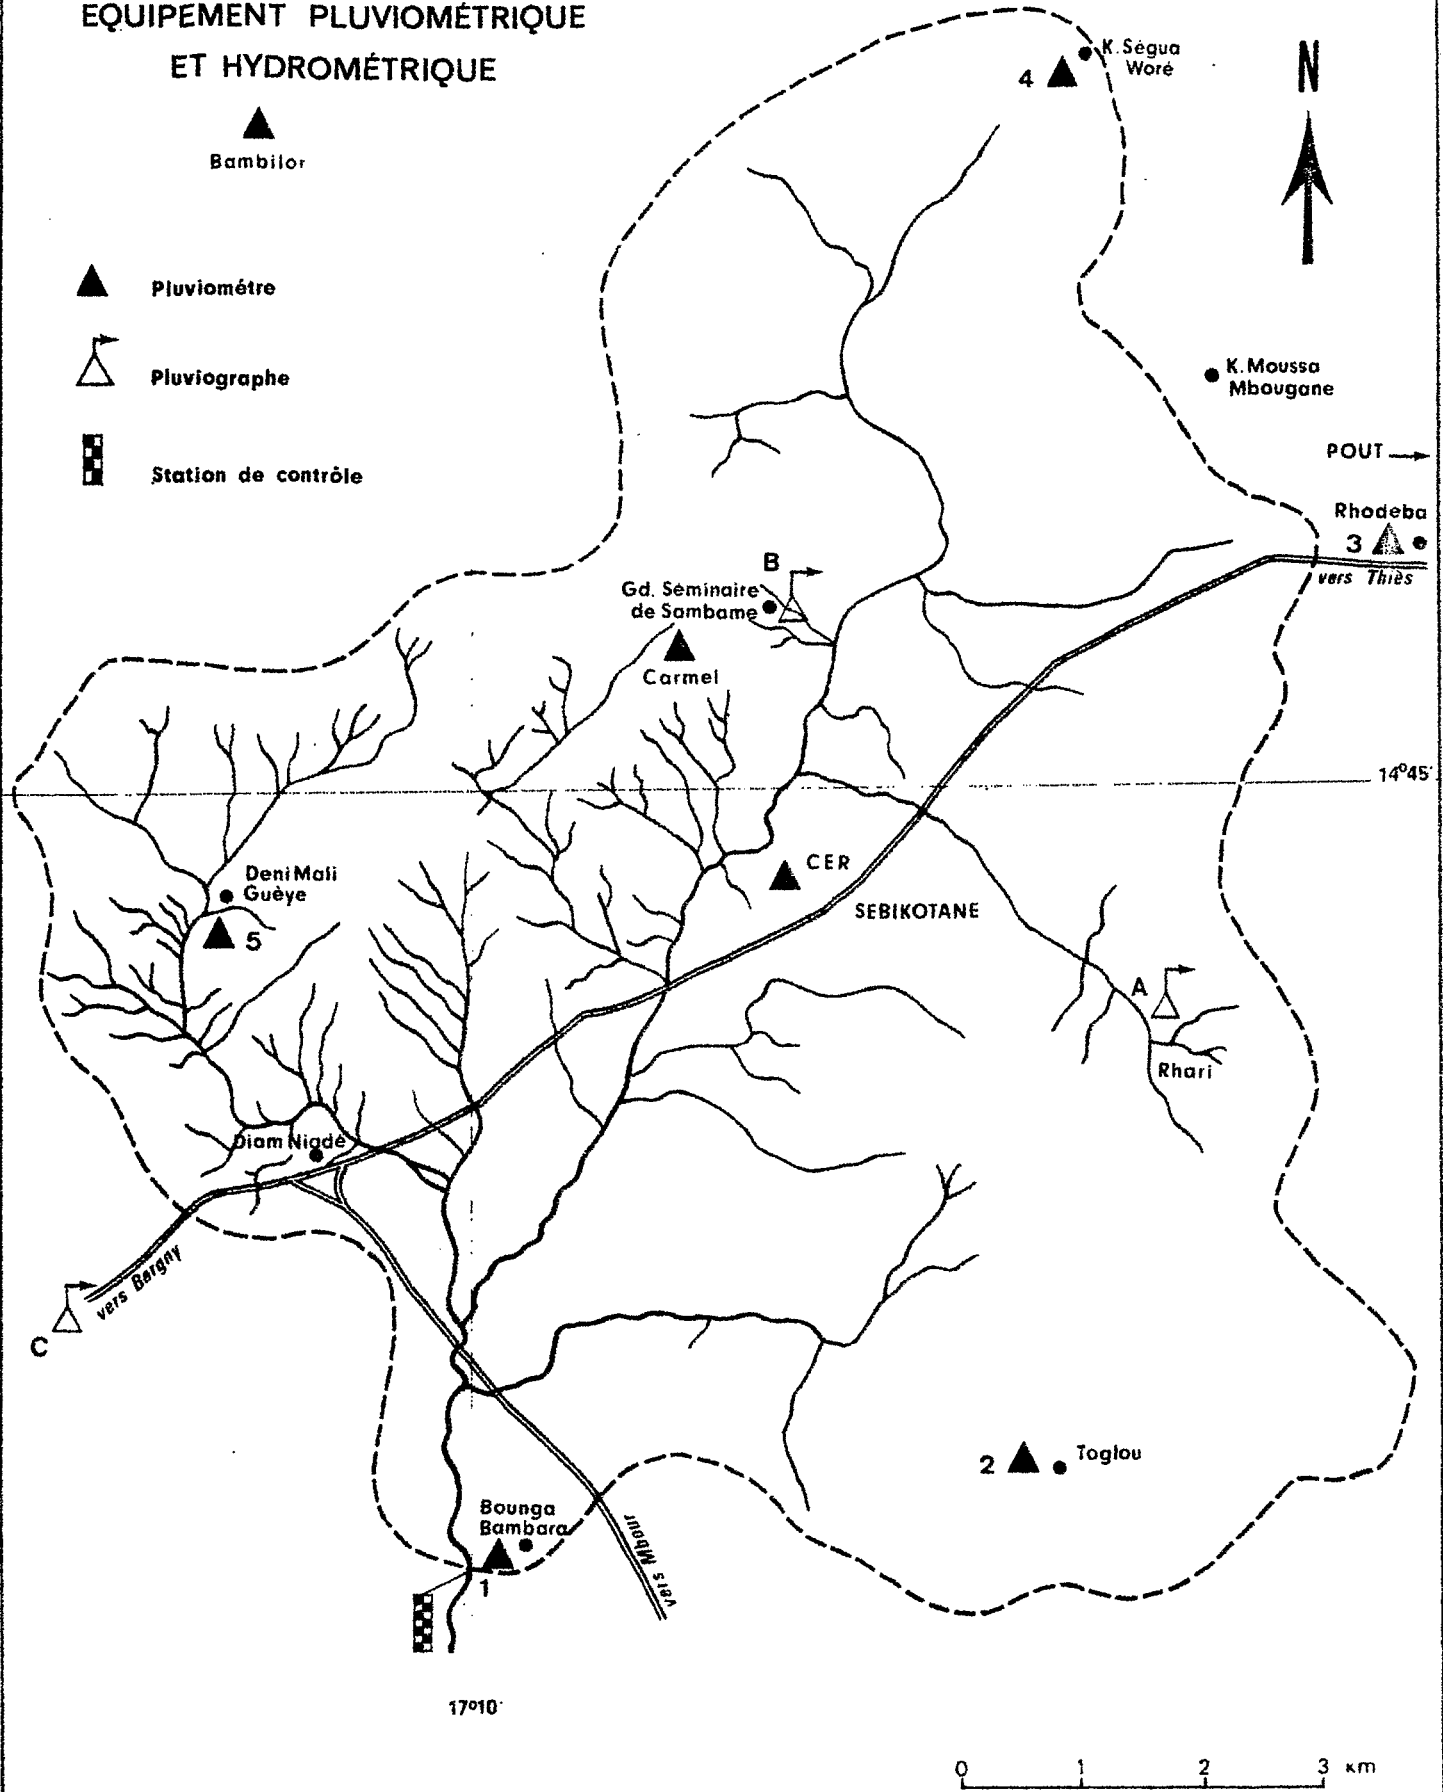 EQUIPEMENT PLUVIOMÉTRIQUE
ET HYDROMÉTRIQUE
Bambilor
Pluviométre
Pluviographe
Station de contrôle
K. Ségua
Woré
4
N
K. Moussa
Mbougane
POUT
Rhodeba
3
vers Thiès
B
Gd. Séminaire
de Sambame
Carmel
14°45'
CER
SEBIKOTANE
Deni Mali
Guèye
5
A
Rhari
Diam Niadé
vers Bargny
C
2
Toglou
Bounga
Bambara
vers Mbour
1
17°10'
0 1 2 3 KM